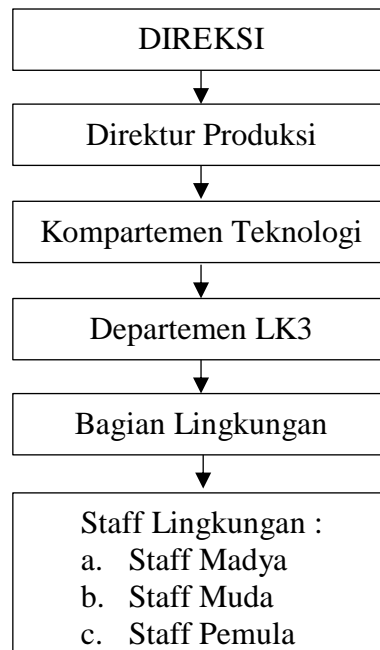 DIREKSI
Direktur Produksi
Kompartemen Teknologi
Departemen LK3
Bagian Lingkungan
Staff Lingkungan :
a. Staff Madya
b. Staff Muda
c. Staff Pemula